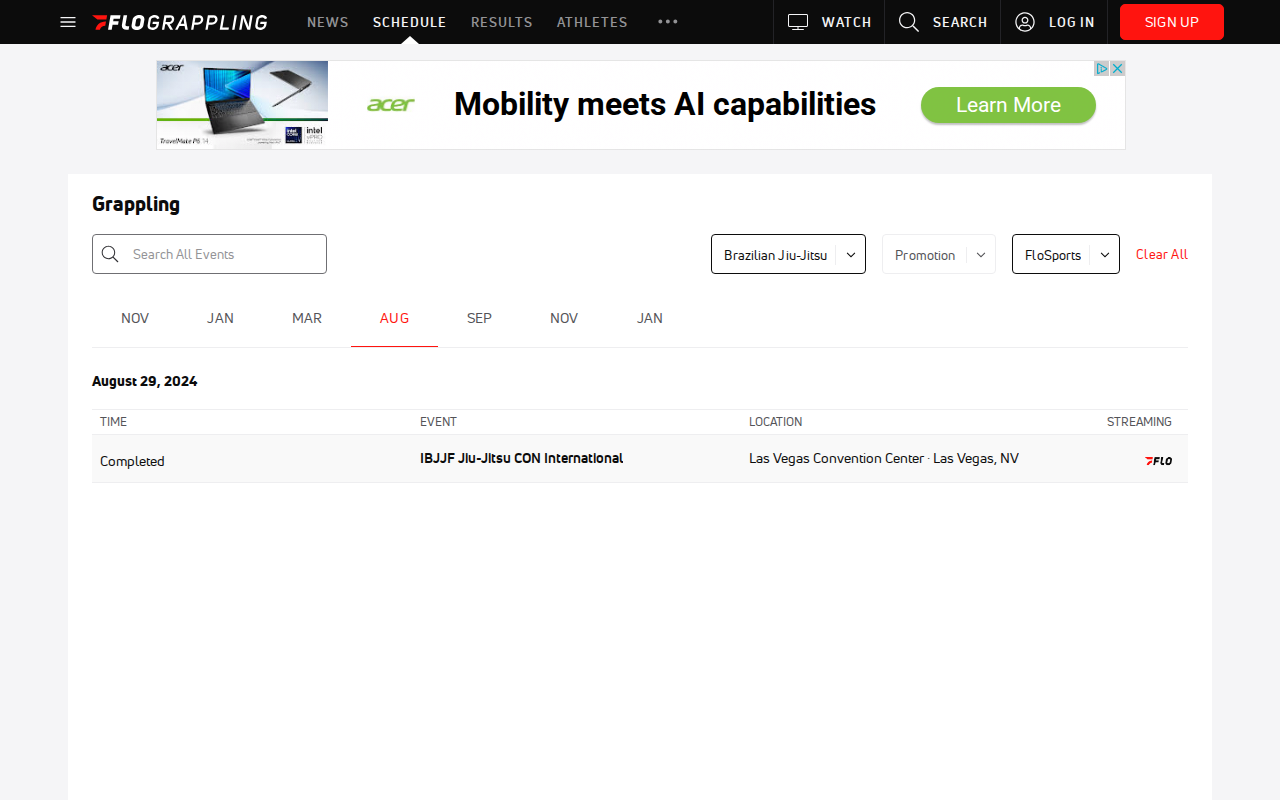 FLOGRAPPLING NEWS SCHEDULE RESULTS ATHLETES WATCH SEARCH LOG IN SIGN UP
acer
TravelMate P6 14
intel
acer Mobility meets AI capabilities Learn More
Grappling
Search All Events Brazilian Jiu-Jitsu Promotion FloSports Clear All
NOV JAN MAR AUG SEP NOV JAN
August 29, 2024
TIME EVENT LOCATION STREAMING
Completed IBJJF Jiu-Jitsu CON International Las Vegas Convention Center · Las Vegas, NV FLO